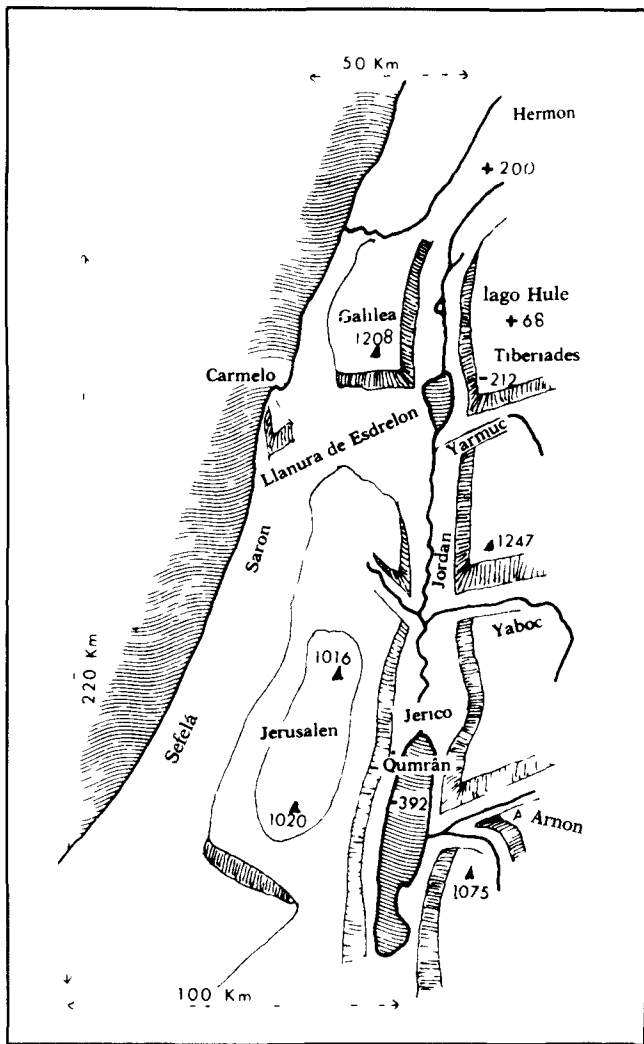 50 Km
Hermon
+ 200
lago Hule
+ 68
Galilea
1208
Tiberiades
-212
Carmelo
Llanura de Esdrelon
Yarmuc
Saron
Jordán
1247
Yaboc
220 Km
1016
Sefelá
Jerusalen
Jerico
Qumrân
-392
1020
Arnon
1075
100 Km